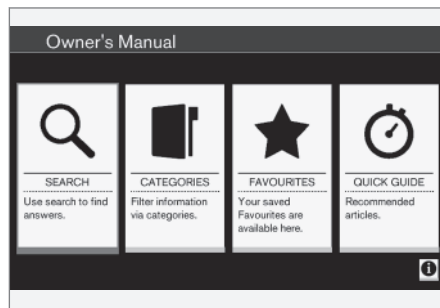 Owner's Manual
SEARCH
Use search to find
answers.
CATEGORIES
Filter information
via categories.
FAVOURITES
Your saved
Favourites are
available here.
QUICK GUIDE
Recommended
articles.
i